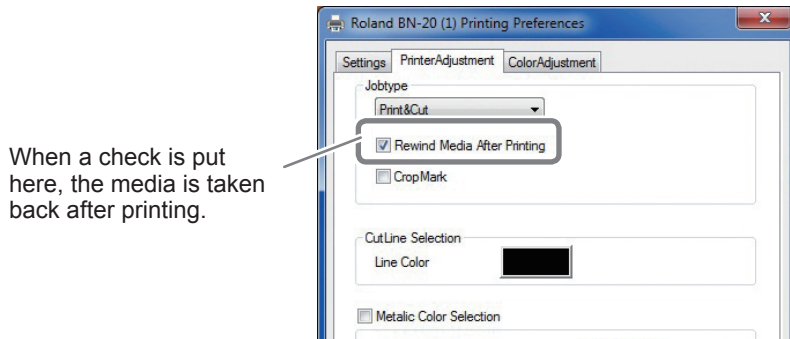 Roland BN-20 (1) Printing Preferences
Settings PrinterAdjustment ColorAdjustment
Jobtype
Print&Cut
Rewind Media After Printing
CropMark
When a check is put
here, the media is taken
back after printing.
CutLine Selection
Line Color
Metalic Color Selection